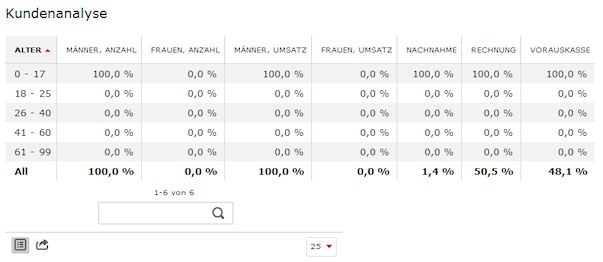 Kundenanalyse
ALTER MÄNNER, ANZAHL FRAUEN, ANZAHL MÄNNER, UMSATZ FRAUEN, UMSATZ NACHNAHME RECHNUNG VORAUSKASSE
0 - 17 100,0 % 0,0 % 100,0 % 0,0 % 100,0 % 100,0 % 100,0 %
18 - 25 0,0 % 0,0 % 0,0 % 0,0 % 0,0 % 0,0 % 0,0 %
26 - 40 0,0 % 0,0 % 0,0 % 0,0 % 0,0 % 0,0 % 0,0 %
41 - 60 0,0 % 0,0 % 0,0 % 0,0 % 0,0 % 0,0 % 0,0 %
61 - 99 0,0 % 0,0 % 0,0 % 0,0 % 0,0 % 0,0 % 0,0 %
All 100,0 % 0,0 % 100,0 % 0,0 % 1,4 % 50,5 % 48,1 %
1-6 von 6
25